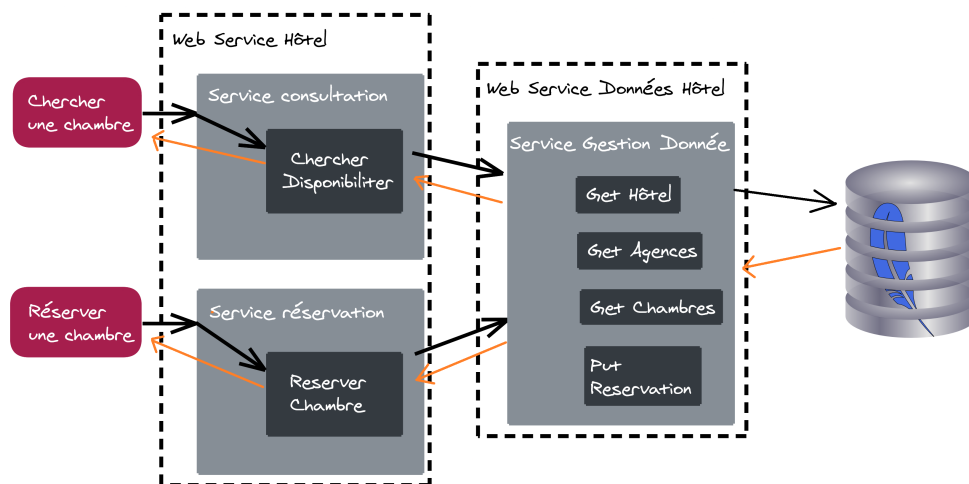 Web Service Hôtel
Chercher
une chambre
Service consultation
Chercher
Disponibiliter
Réserver
une chambre
Service réservation
Reserver
Chambre
Web Service Données Hôtel
Service Gestion Donnée
Get Hôtel
Get Agences
Get Chambres
Put
Reservation